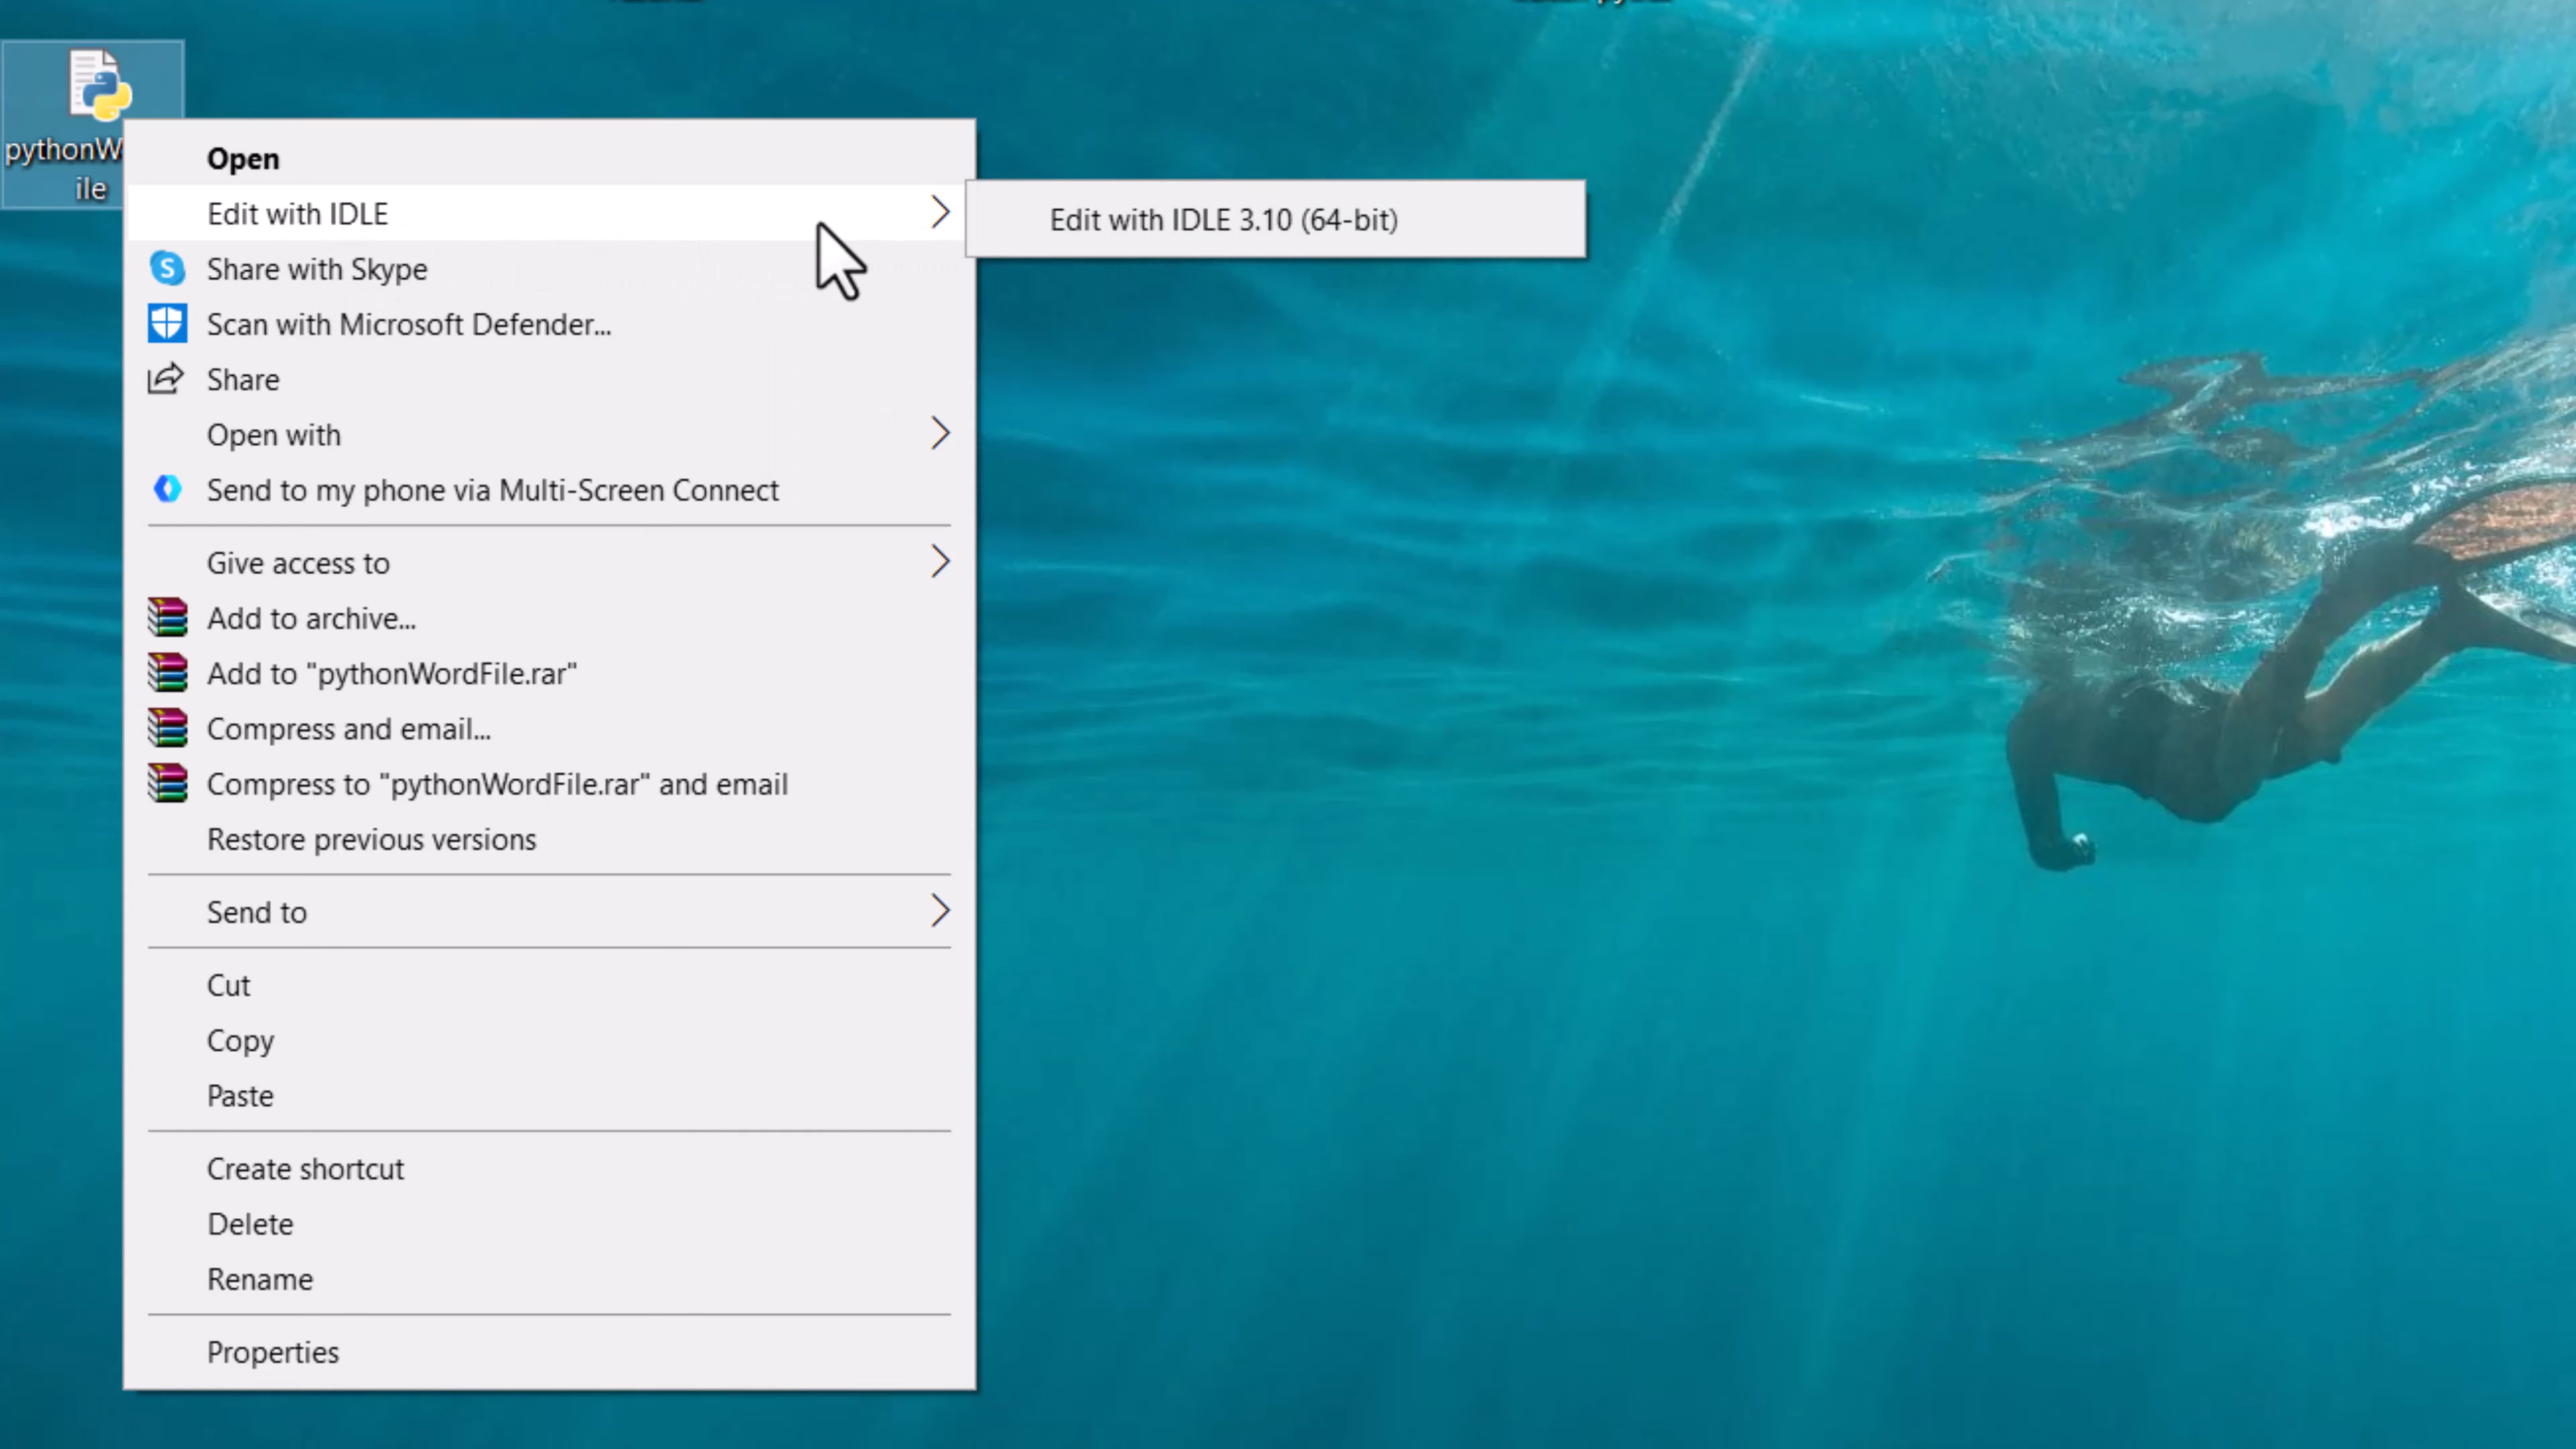 pythonW
ile
Open
Edit with IDLE
Edit with IDLE 3.10 (64-bit)
Share with Skype
Scan with Microsoft Defender...
Share
Open with
Send to my phone via Multi-Screen Connect
Give access to
Add to archive...
Add to "pythonWordFile.rar"
Compress and email...
Compress to "pythonWordFile.rar" and email
Restore previous versions
Send to
Cut
Copy
Paste
Create shortcut
Delete
Rename
Properties